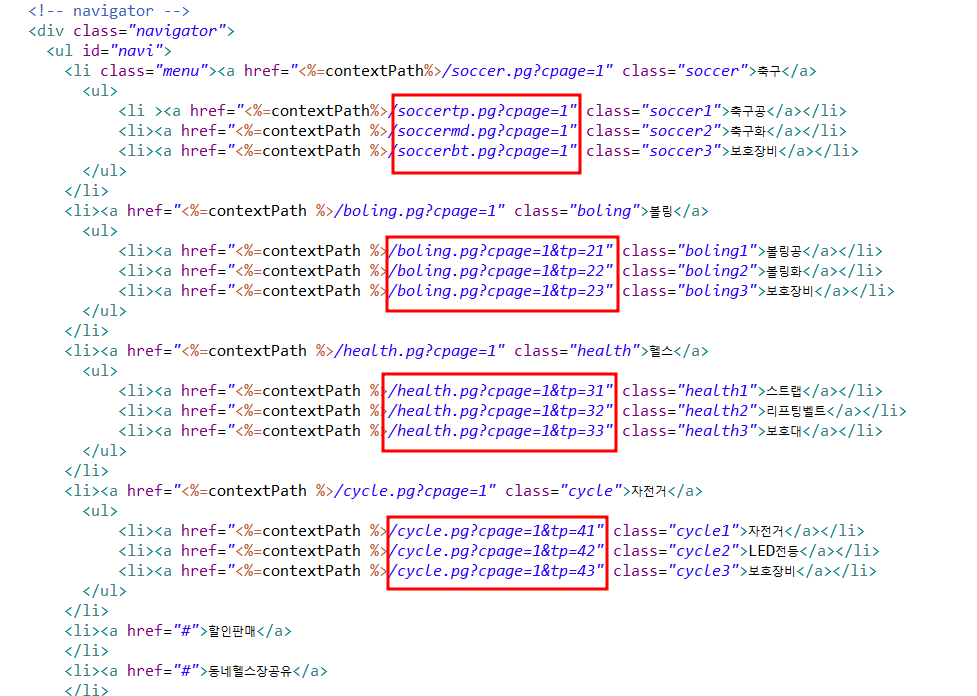 <!-- navigator -->
<div class="navigator">
<ul id="navi">
<li class="menu"><a href="<%=contextPath%>/soccer.pg?cpage=1" class="soccer">축구</a>
<ul>
<li ><a href="<%=contextPath%>/soccertp.pg?cpage=1" class="soccer1">축구공</a></li>
<li><a href="<%=contextPath %>/soccermd.pg?cpage=1" class="soccer2">축구화</a></li>
<li><a href="<%=contextPath %>/soccerbt.pg?cpage=1" class="soccer3">보호장비</a></li>
</ul>
</li>
<li><a href="<%=contextPath %>/boling.pg?cpage=1" class="boling">볼링</a>
<ul>
<li><a href="<%=contextPath %>/boling.pg?cpage=1&tp=21" class="boling1">볼링공</a></li>
<li><a href="<%=contextPath %>/boling.pg?cpage=1&tp=22" class="boling2">볼링화</a></li>
<li><a href="<%=contextPath %>/boling.pg?cpage=1&tp=23" class="boling3">보호장비</a></li>
</ul>
</li>
<li><a href="<%=contextPath %>/health.pg?cpage=1" class="health">헬스</a>
<ul>
<li><a href="<%=contextPath %>/health.pg?cpage=1&tp=31" class="health1">스트랩</a></li>
<li><a href="<%=contextPath %>/health.pg?cpage=1&tp=32" class="health2">리프팅벨트</a></li>
<li><a href="<%=contextPath %>/health.pg?cpage=1&tp=33" class="health3">보호대</a></li>
</ul>
</li>
<li><a href="<%=contextPath %>/cycle.pg?cpage=1" class="cycle">자전거</a>
<ul>
<li><a href="<%=contextPath %>/cycle.pg?cpage=1&tp=41" class="cycle1">자전거</a></li>
<li><a href="<%=contextPath %>/cycle.pg?cpage=1&tp=42" class="cycle2">LED전등</a></li>
<li><a href="<%=contextPath %>/cycle.pg?cpage=1&tp=43" class="cycle3">보호장비</a></li>
</ul>
</li>
<li><a href="#">할인판매</a>
</li>
<li><a href="#">동네헬스장공유</a>
</li>